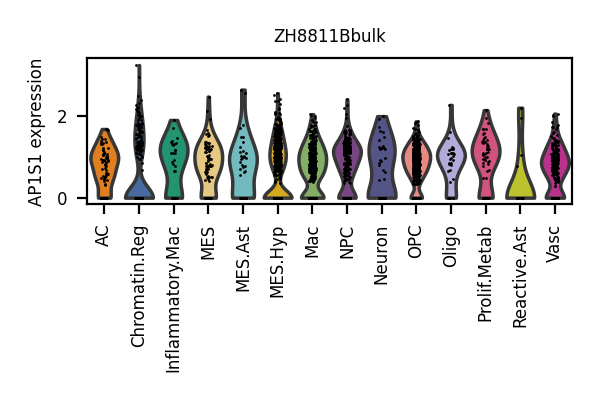 ZH8811Bbulk
AP1S1 expression
2
0
AC
Chromatin.Reg
Inflammatory.Mac
MES
MES.Ast
MES.Hyp
Mac
NPC
Neuron
OPC
Oligo
Prolif.Metab
Reactive.Ast
Vasc